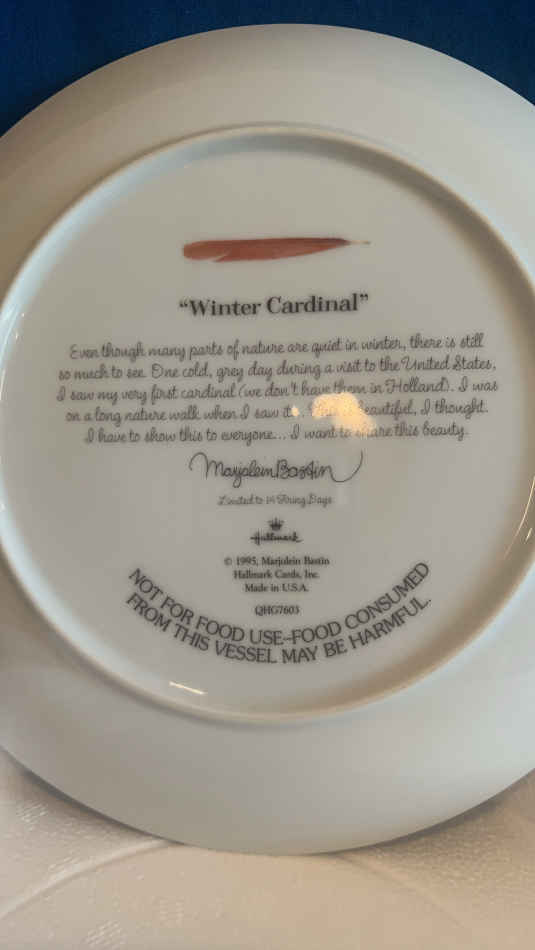 “Winter Cardinal”
Even though many parts of nature are quiet in winter, there is still
so much to see. One cold, grey day during a visit to the United States,
I saw my very first cardinal (we don't have them in Holland). I was
on a long nature walk when I saw it. beautiful, I thought.
I have to show this to everyone... I want to share this beauty.
Marjolein Bastin
Limited to 14 Firing Days
Hallmark
© 1995, Marjolein Bastin
Hallmark Cards, Inc.
Made in U.S.A.
QHG7603
NOT FOR FOOD USE–FOOD CONSUMED
FROM THIS VESSEL MAY BE HARMFUL.